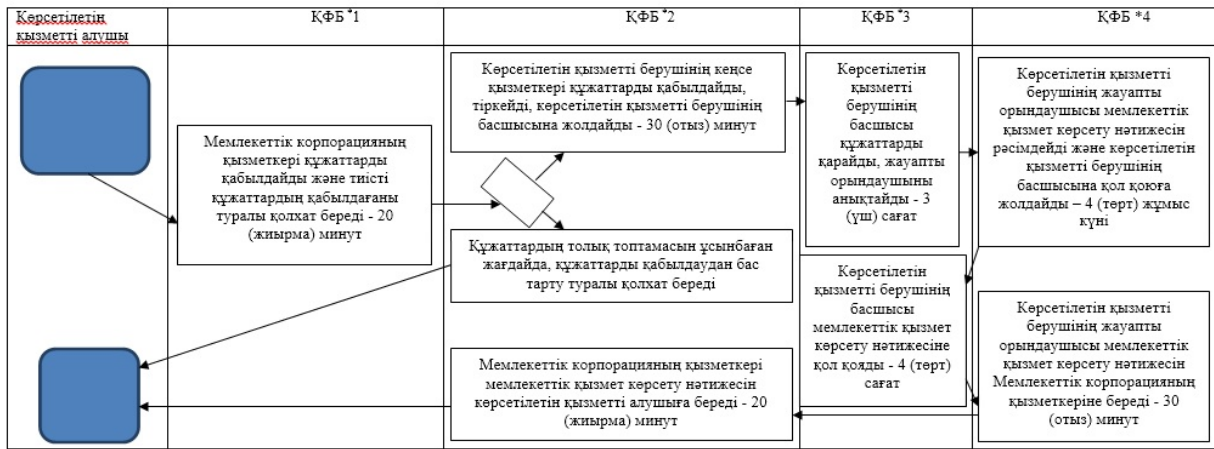 Көрсетілетін
қызметті алушы
ҚФБ *1
ҚФБ *2
ҚФБ *3
ҚФБ *4
Мемлекеттік корпорацияның
қызметкері құжаттарды
қабылдайды және тиісті
құжаттардың қабылдағаны
туралы қолхат береді - 20
(жиырма) минут
Көрсетілетін қызметті берушінің кеңсе
қызметкері құжаттарды қабылдайды,
тіркейді, көрсетілетін қызметті берушінің
басшысына жолдайды - 30 (отыз) минут
Құжаттардың толық топтамасын ұсынбаған
жағдайда, құжаттарды қабылдаудан бас
тарту туралы қолхат береді
Көрсетілетін
қызметті
берушінің
басшысы
құжаттарды
қарайды, жауапты
орындаушыны
анықтайды - 3
(үш) сағат
Көрсетілетін қызметті
берушінің жауапты
орындаушысы мемлекеттік
қызмет көрсету нәтижесін
рәсімдейді және көрсетілетін
қызметті берушінің
басшысына қол қоюға
жолдайды – 4 (төрт) жұмыс
күні
Көрсетілетін
қызметті берушінің
басшысы
мемлекеттік қызмет
көрсету нәтижесіне
қол қояды - 4 (төрт)
сағат
Көрсетілетін қызметті
берушінің жауапты
орындаушысы мемлекеттік
қызмет көрсету нәтижесін
Мемлекеттік корпорацияның
қызметкеріне береді - 30
(отыз) минут
Мемлекеттік корпорацияның қызметкері
мемлекеттік қызмет көрсету нәтижесін
көрсетілетін қызметті алушыға береді - 20
(жиырма) минут